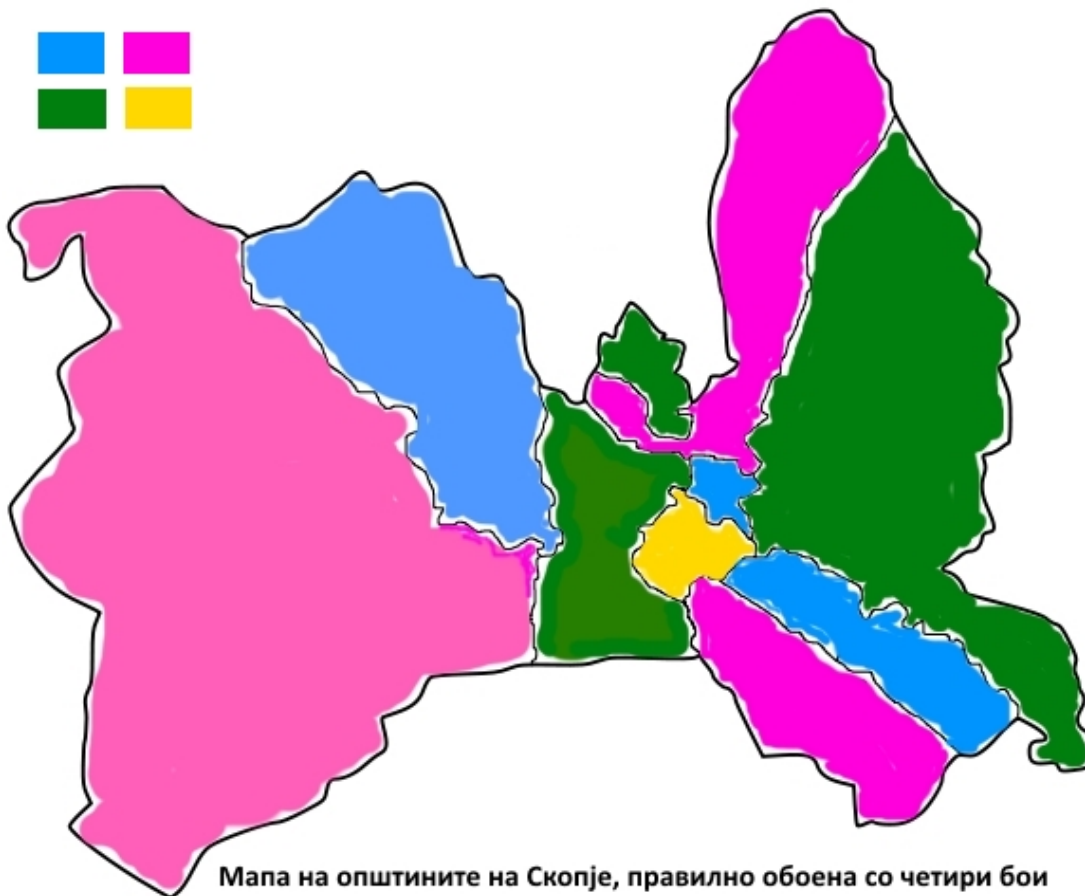 Мапа на општините на Скопје, правилно обоена со четири бои